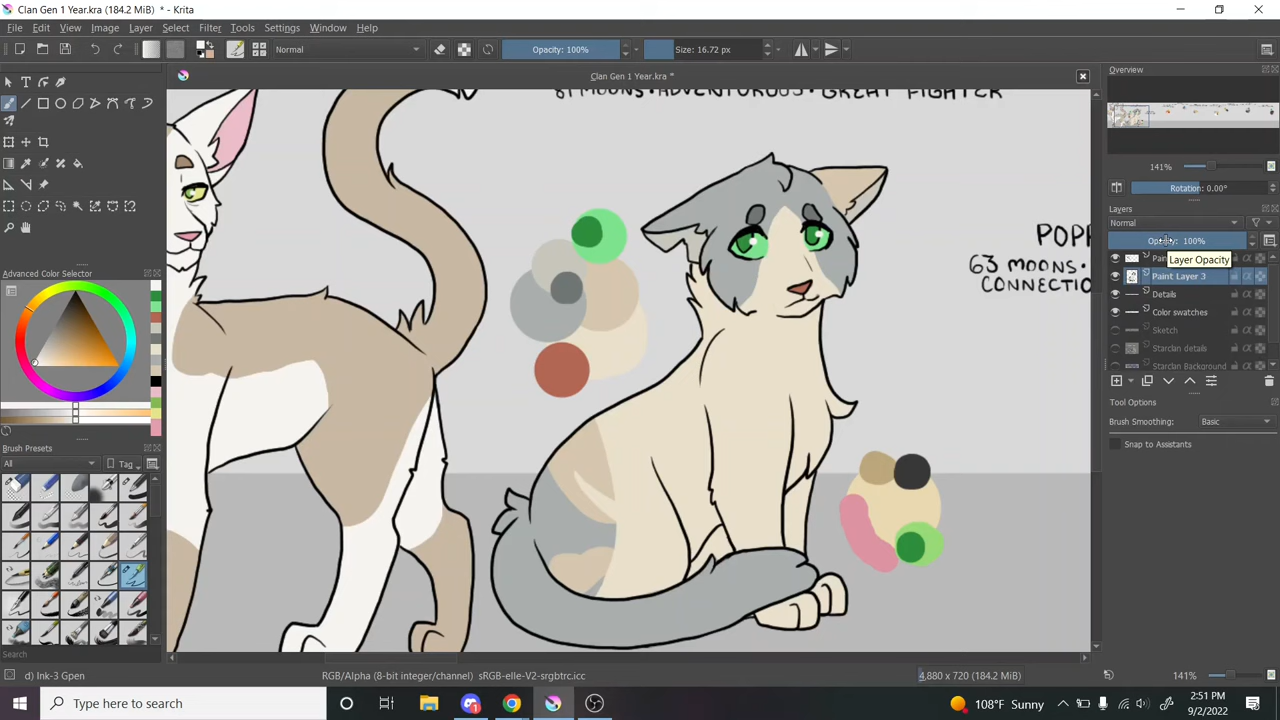 Clan Gen 1 Year.kra (184.2 MiB) * - Krita
File Edit View Image Layer Select Filter Tools Settings Window Help
Normal Opacity: 100% Size: 16.72 px
Clan Gen 1 Year.kra *
Overview
81 MOONS • ADVENTUROUS • GREAT FIGHTER
141%
Rotation: 0.00°
Layers
Normal
Opacity: 100%
Layer Opacity
Paint Layer 3
Details
Color swatches
Sketch
Starclan details
Starclan Background
Tool Options
Brush Smoothing: Basic
Snap to Assistants
Advanced Color Selector
POPP
63 MOONS •
CONNECTIO
Brush Presets
All Tag
Search
d) Ink-3 Gpen RGB/Alpha (8-bit integer/channel) sRGB-elle-V2-srgbtrc.icc 4,880 x 720 (184.2 MiB) 141%
Type here to search 108°F Sunny 2:51 PM
9/2/2022